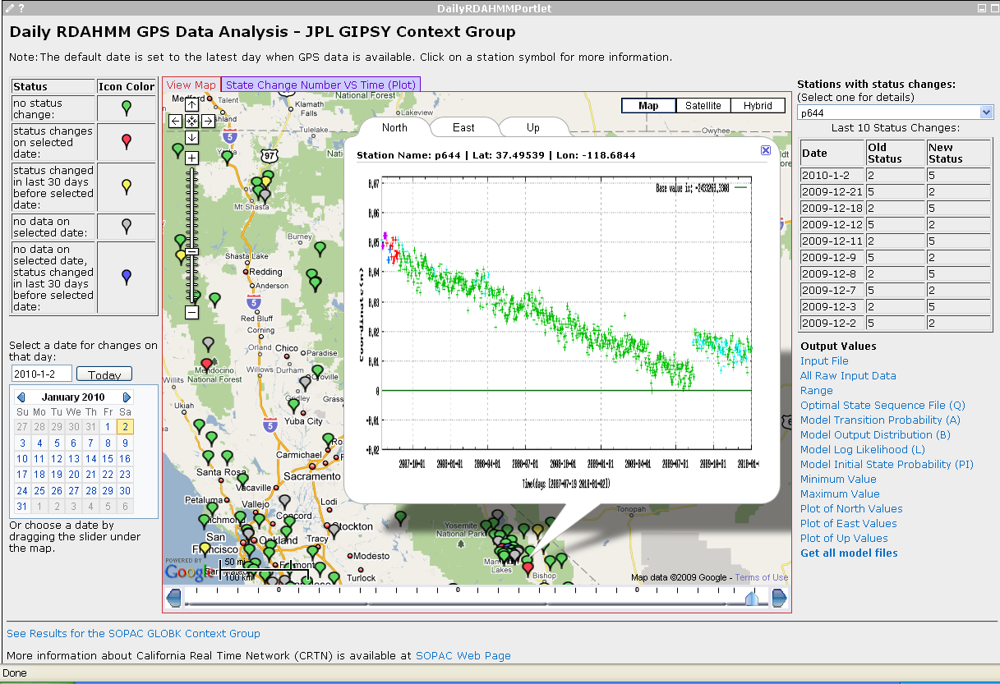 DailyRDAHMMPortlet
Daily RDAHMM GPS Data Analysis - JPL GIPSY Context Group
Note:The default date is set to the latest day when GPS data is available. Click on a station symbol for more information.
Status Icon Color
no status
change:
status changes
on selected
date:
status changed
in last 30 days
before selected
date:
no data on
selected date:
no data on
selected date,
status changed
in last 30 days
before selected
date:
Select a date for changes on
that day:
2010-1-2 Today
January 2010
Su Mo Tu We Th Fr Sa
27 28 29 30 31 1 2
3 4 5 6 7 8 9
10 11 12 13 14 15 16
17 18 19 20 21 22 23
24 25 26 27 28 29 30
31 1 2 3 4 5 6
Or choose a date by
dragging the slider under
the map.
View Map State Change Number VS Time (Plot)
Map Satellite Hybrid
Talent
Klamath
Falls
National Forest
Lakeview
Tulelake
Owyhee
5
97
Mt Shasta
Burney
Shasta Lake
Redding
Anderson
5
Red Bluff
Corning
Orland
Chico
Paradise
Mendocino
National Forest
Willows
Durham
Oroville
Willits
Gridley
Grass
Ukiah
Yuba City
5
Carmichael
Santa Rosa
Sacramento
Vacaville
Petaluma
Vallejo
Lodi
Richmond
Concord
Stockton
San
Francisco
Oakland
Tracy
Modesto
Fremont
Turlock
Yosemite
National Park
Mammoth
Lakes
Bishop
Tonopah
POWERED BY
Google
50 mi
100 km
Map data ©2009 Google - Terms of Use
North East Up
Station Name: p644 | Lat: 37.49539 | Lon: -118.6844
0.07
0.06
0.05
0.04
0.03
0.02
0.01
0
-0.01
-0.02
Coordinate(m)
2007-10-01 2008-01-01 2008-04-01 2008-07-01 2008-10-01 2009-01-01 2009-04-01 2009-07-01 2009-10-01 2010-01-
Time(days [2007-07-19 2010-01-02])
0 0 0
Stations with status changes:
(Select one for details)
p644
Last 10 Status Changes:
Date Old Status New Status
2010-1-2 2 5
2009-12-21 5 2
2009-12-18 2 5
2009-12-12 5 2
2009-12-11 2 5
2009-12-9 5 2
2009-12-8 2 5
2009-12-7 5 2
2009-12-3 2 5
2009-12-2 5 2
Output Values
Input File
All Raw Input Data
Range
Optimal State Sequence File (Q)
Model Transition Probability (A)
Model Output Distribution (B)
Model Log Likelihood (L)
Model Initial State Probability (PI)
Minimum Value
Maximum Value
Plot of North Values
Plot of East Values
Plot of Up Values
Get all model files
See Results for the SOPAC GLOBK Context Group
More information about California Real Time Network (CRTN) is available at SOPAC Web Page
Done